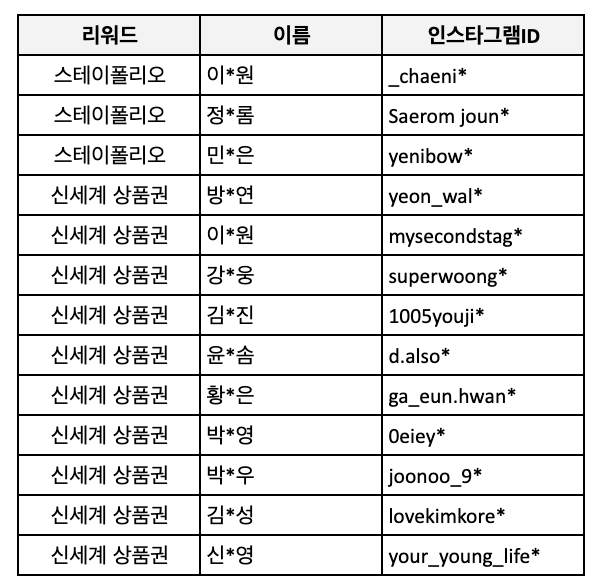 리워드 이름 인스타그램ID
스테이폴리오 이*원 _chaeni*
스테이폴리오 정*롬 Saerom joun*
스테이폴리오 민*은 yenibow*
신세계 상품권 방*연 yeon_wal*
신세계 상품권 이*원 mysecondstag*
신세계 상품권 강*웅 superwoong*
신세계 상품권 김*진 1005youji*
신세계 상품권 윤*솜 d.also*
신세계 상품권 황*은 ga_eun.hwan*
신세계 상품권 박*영 0eiey*
신세계 상품권 박*우 joonoo_9*
신세계 상품권 김*성 lovekimkore*
신세계 상품권 신*영 your_young_life*